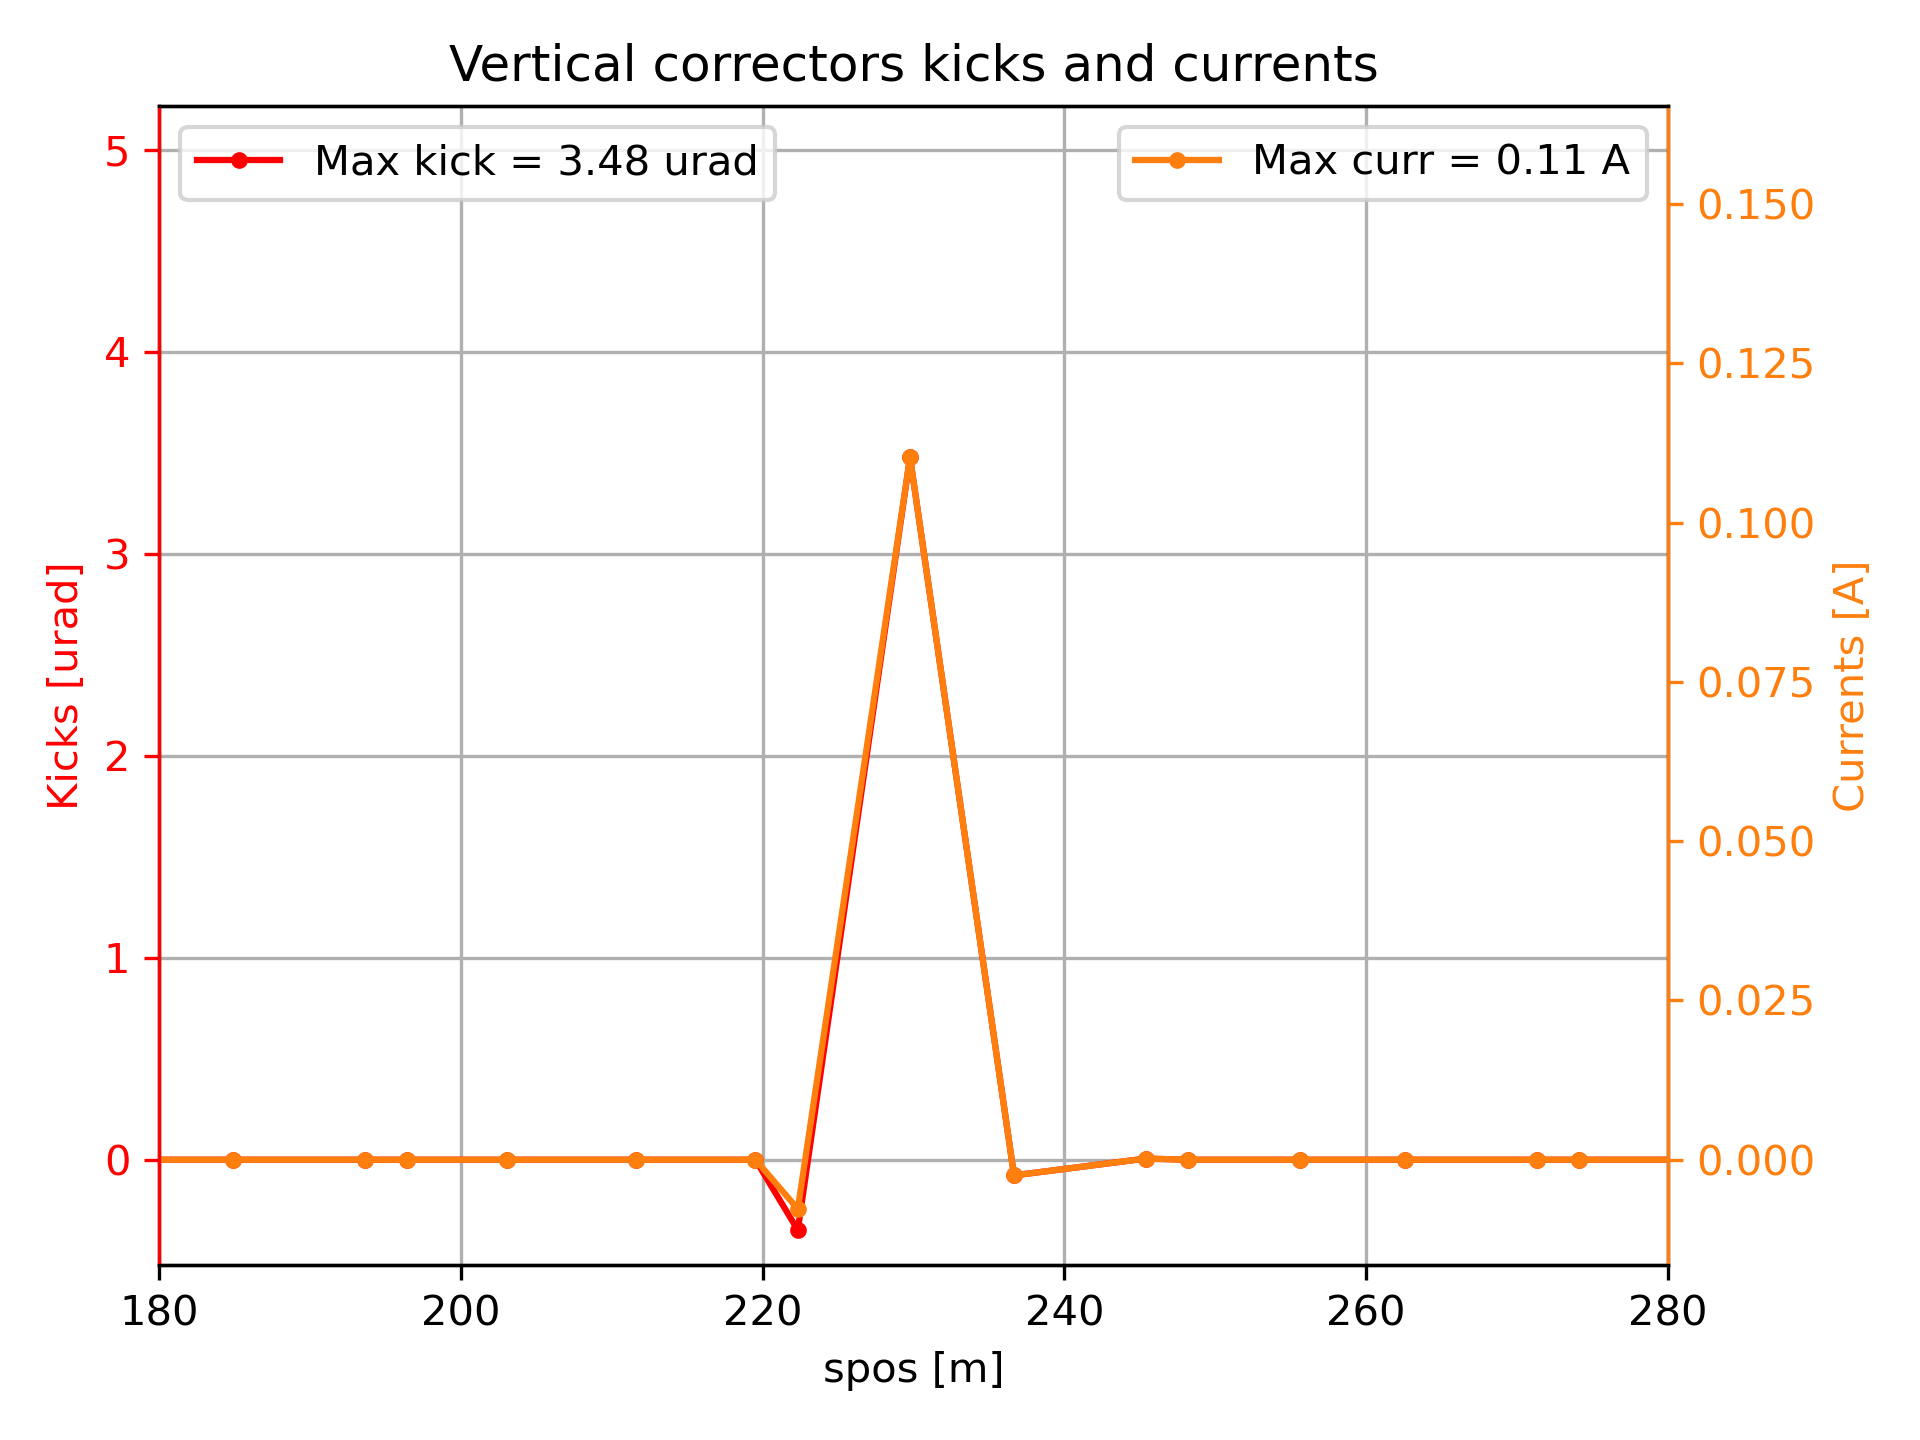 Vertical correctors kicks and currents
Max kick = 3.48 urad
Max curr = 0.11 A
5
4
3
2
1
0
Kicks [urad]
0.150
0.125
0.100
0.075
0.050
0.025
0.000
Currents [A]
180 200 220 240 260 280
spos [m]